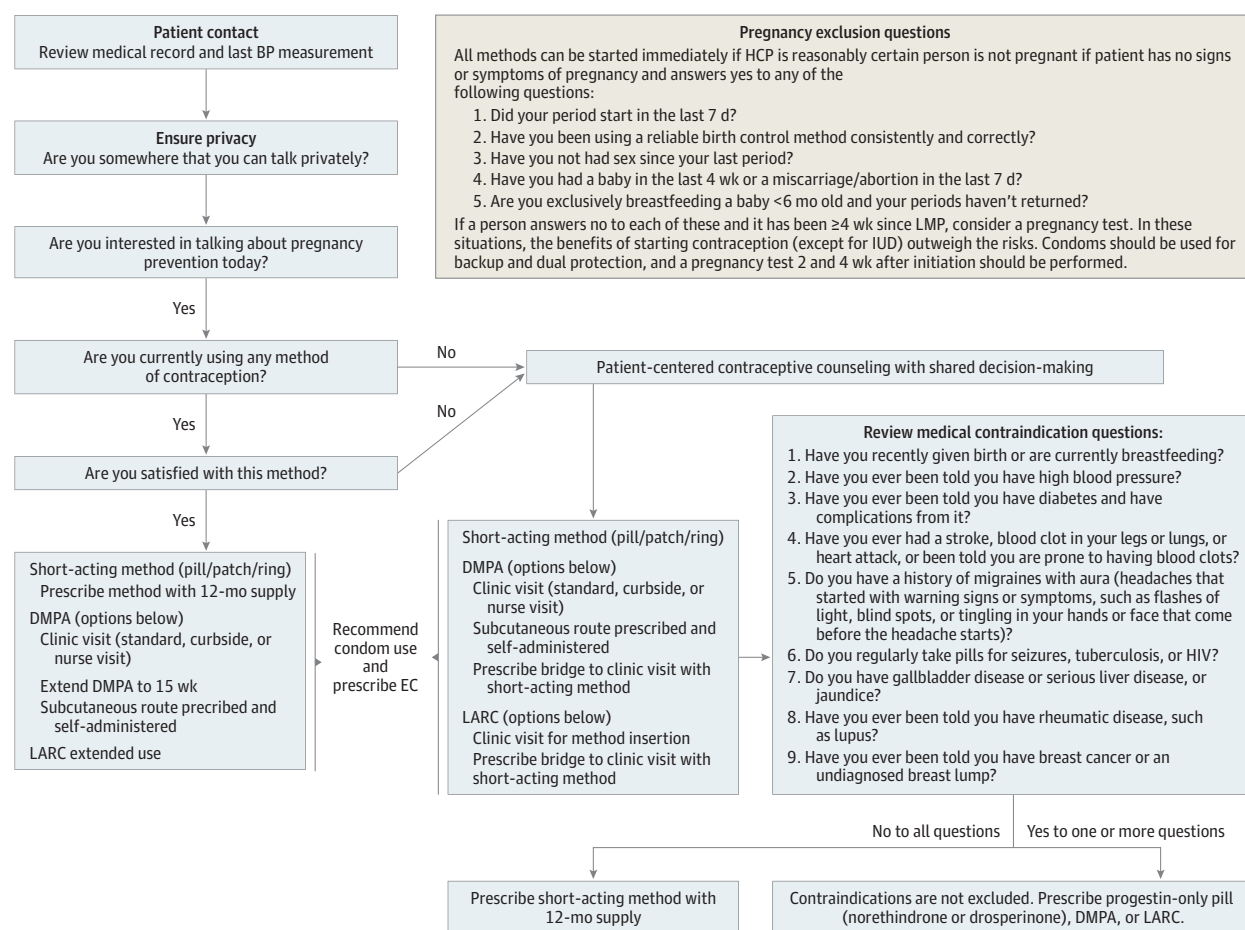 Patient contact
Review medical record and last BP measurement
Ensure privacy
Are you somewhere that you can talk privately?
Are you interested in talking about pregnancy
prevention today?
Yes
Are you currently using any method
of contraception?
No
Yes
Are you satisfied with this method?
No
Yes
Short-acting method (pill/patch/ring)
Prescribe method with 12-mo supply
DMPA (options below)
Clinic visit (standard, curbside, or
nurse visit)
Extend DMPA to 15 wk
Subcutaneous route precribed and
self-administered
LARC extended use
Recommend
condom use
and
prescribe EC
Pregnancy exclusion questions
All methods can be started immediately if HCP is reasonably certain person is not pregnant if patient has no signs
or symptoms of pregnancy and answers yes to any of the
following questions:
1. Did your period start in the last 7 d?
2. Have you been using a reliable birth control method consistently and correctly?
3. Have you not had sex since your last period?
4. Have you had a baby in the last 4 wk or a miscarriage/abortion in the last 7 d?
5. Are you exclusively breastfeeding a baby <6 mo old and your periods haven't returned?
If a person answers no to each of these and it has been ≥4 wk since LMP, consider a pregnancy test. In these
situations, the benefits of starting contraception (except for IUD) outweigh the risks. Condoms should be used for
backup and dual protection, and a pregnancy test 2 and 4 wk after initiation should be performed.
Patient-centered contraceptive counseling with shared decision-making
Short-acting method (pill/patch/ring)
DMPA (options below)
Clinic visit (standard, curbside, or
nurse visit)
Subcutaneous route prescribed and
self-administered
Prescribe bridge to clinic visit with
short-acting method
LARC (options below)
Clinic visit for method insertion
Prescribe bridge to clinic visit with
short-acting method
Review medical contraindication questions:
1. Have you recently given birth or are currently breastfeeding?
2. Have you ever been told you have high blood pressure?
3. Have you ever been told you have diabetes and have
complications from it?
4. Have you ever had a stroke, blood clot in your legs or lungs, or
heart attack, or been told you are prone to having blood clots?
5. Do you have a history of migraines with aura (headaches that
started with warning signs or symptoms, such as flashes of
light, blind spots, or tingling in your hands or face that come
before the headache starts)?
6. Do you regularly take pills for seizures, tuberculosis, or HIV?
7. Do you have gallbladder disease or serious liver disease, or
jaundice?
8. Have you ever been told you have rheumatic disease, such
as lupus?
9. Have you ever been told you have breast cancer or an
undiagnosed breast lump?
No to all questions
Yes to one or more questions
Prescribe short-acting method with
12-mo supply
Contraindications are not excluded. Prescribe progestin-only pill
(norethindrone or drosperinone), DMPA, or LARC.